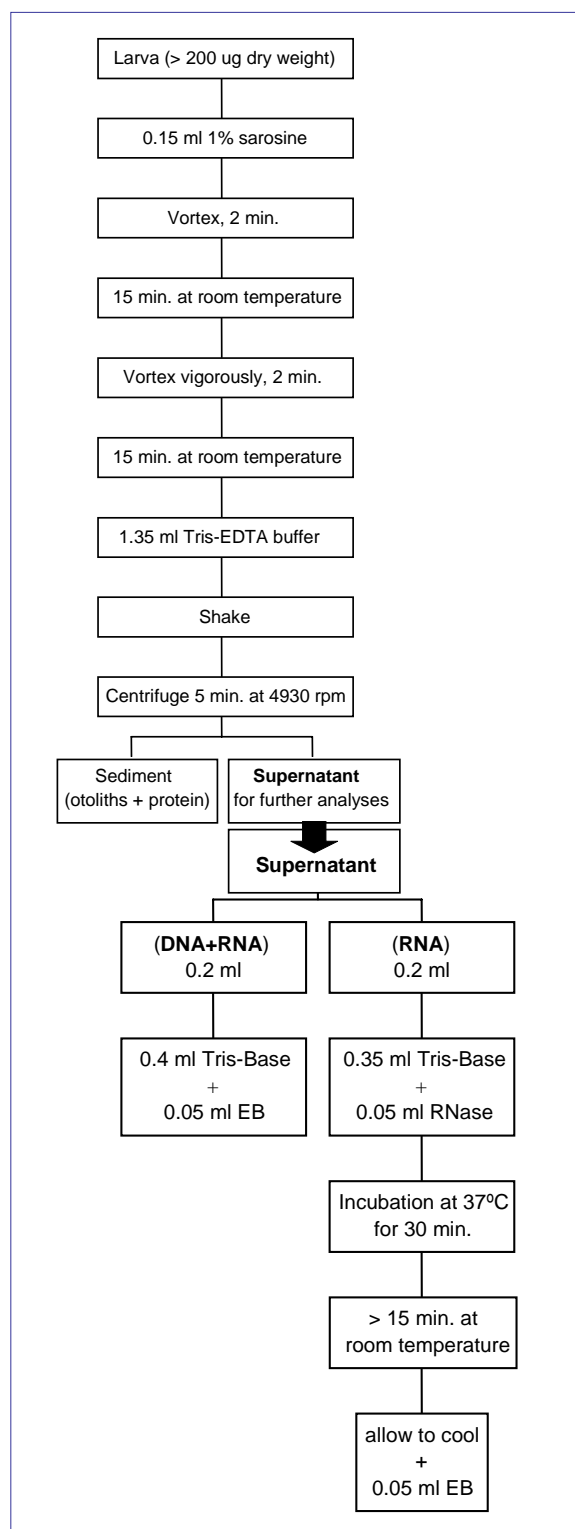 Larva (> 200 ug dry weight)
0.15 ml 1% sarosine
Vortex, 2 min.
15 min. at room temperature
Vortex vigorously, 2 min.
15 min. at room temperature
1.35 ml Tris-EDTA buffer
Shake
Centrifuge 5 min. at 4930 rpm
Sediment
(otoliths + protein)
Supernatant
for further analyses
Supernatant
(DNA+RNA)
0.2 ml
(RNA)
0.2 ml
0.4 ml Tris-Base
+
0.05 ml EB
0.35 ml Tris-Base
+
0.05 ml RNase
Incubation at 37ºC
for 30 min.
> 15 min. at
room temperature
allow to cool
+
0.05 ml EB